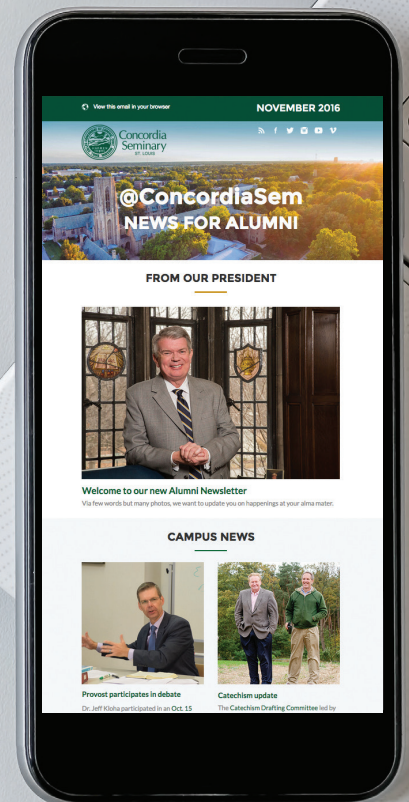 View this email in your browser
NOVEMBER 2016
Concordia
Seminary
ST. LOUIS
@ConcordiaSem
NEWS FOR ALUMNI
FROM OUR PRESIDENT
Welcome to our new Alumni Newsletter
Via few words but many photos, we want to update you on happenings at your alma mater.
CAMPUS NEWS
Provost participates in debate
Dr. Jeff Kloha participated in an Oct. 15
Catechism update
The Catechism Drafting Committee led by